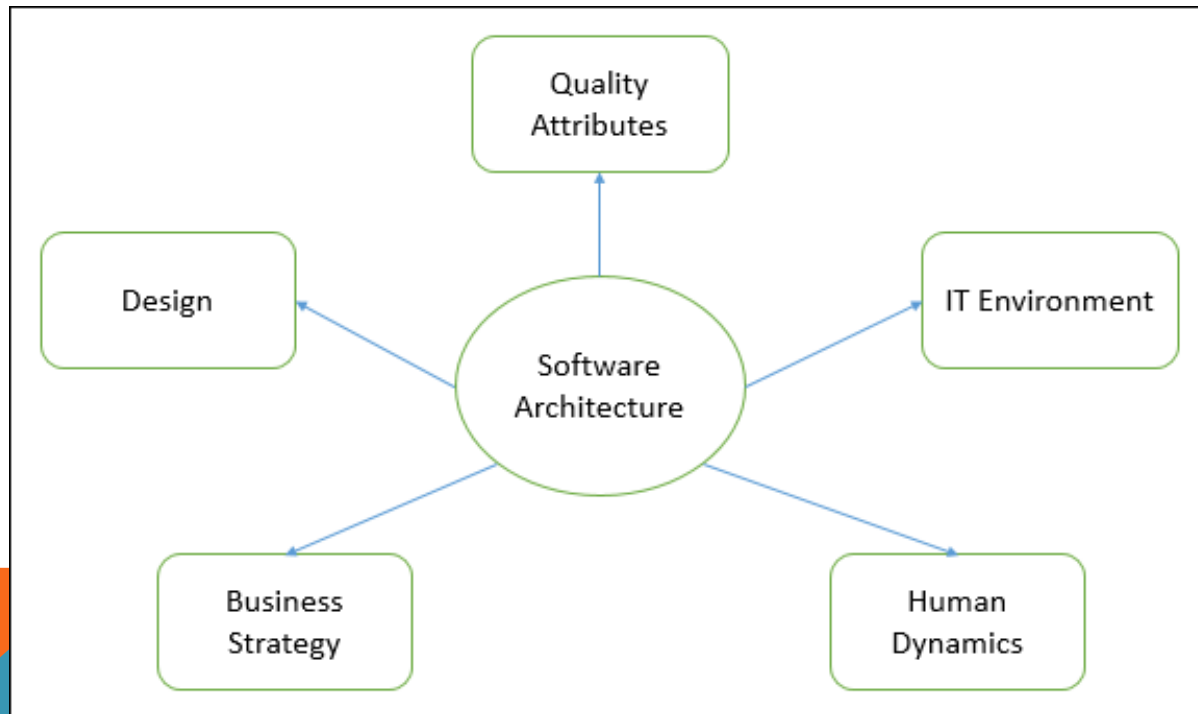 Quality
Attributes
Design
IT Environment
Software
Architecture
Business
Strategy
Human
Dynamics